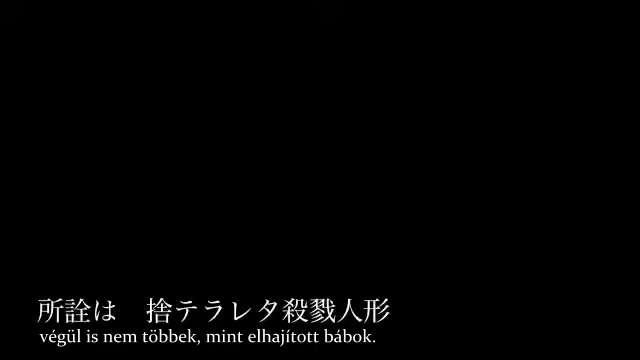 所詮は　捨テラレタ殺戮人形
végül is nem többek, mint elhajított bábok.